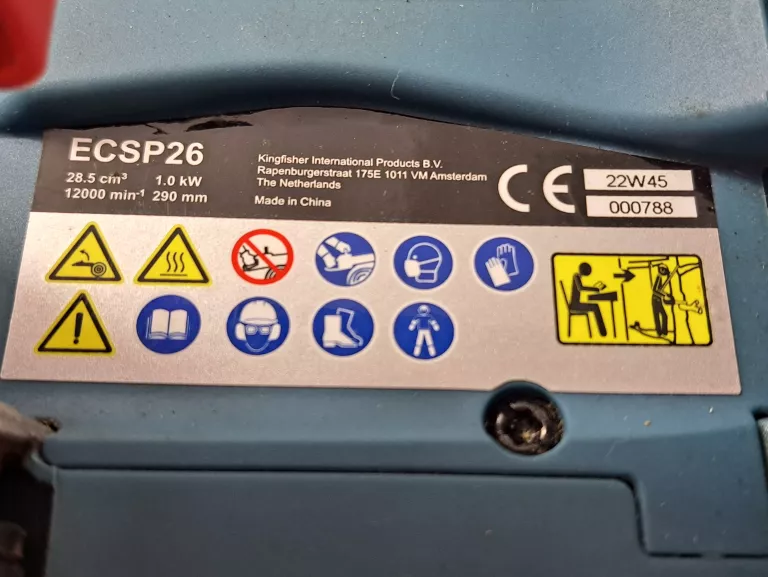 ECSP26
28.5 cm³ 1.0 kW
12000 min⁻¹ 290 mm
Kingfisher International Products B.V.
Rapenburgerstraat 175E 1011 VM Amsterdam
The Netherlands
Made in China
CE
22W45
000788